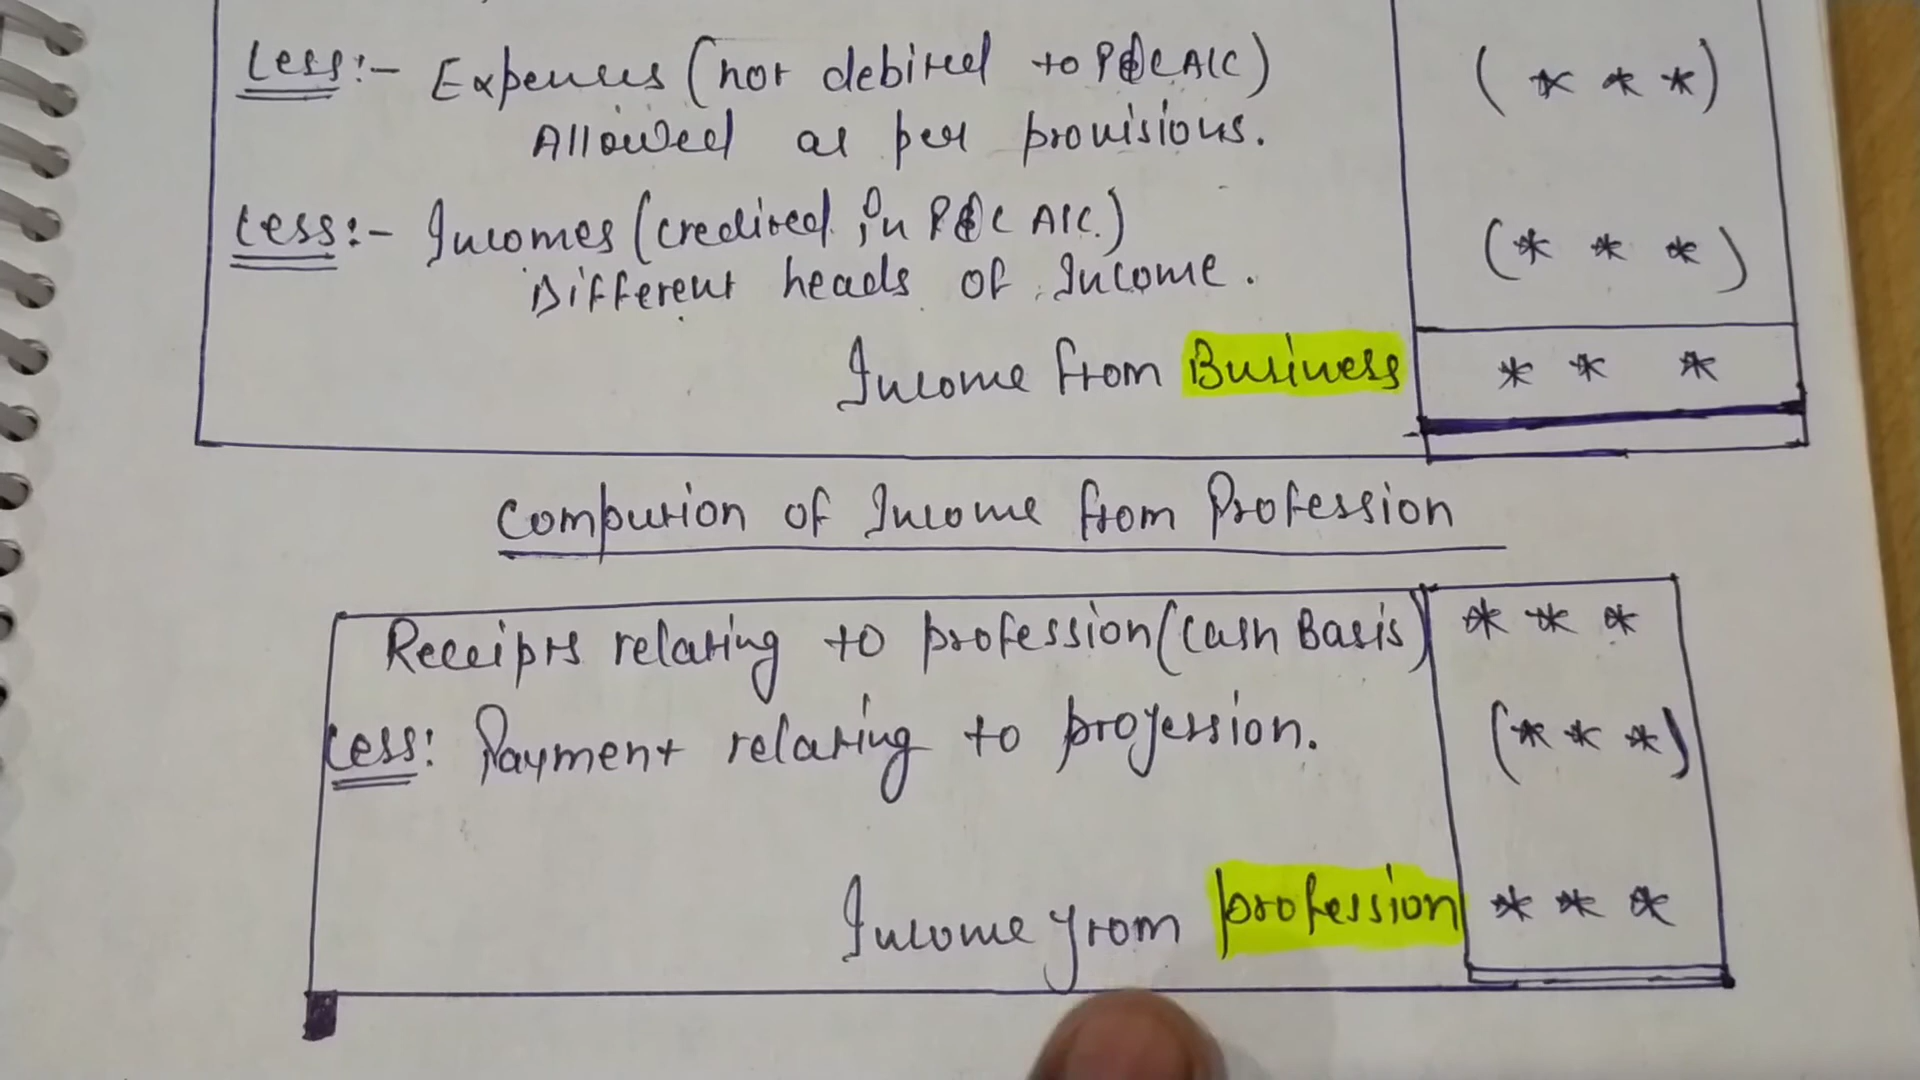 Less:- Expenses (not debited to P&L A/C) (* * *)
Allowed as per provisions.
Less:- Incomes (credited in P&L A/C.) (* * *)
Different heads of Income.
Income from Business * * *
Compution of Income from Profession
Receipts relating to profession (Cash Basis) * * *
Less: Payment relating to profession. (* * *)
Income from profession * * *